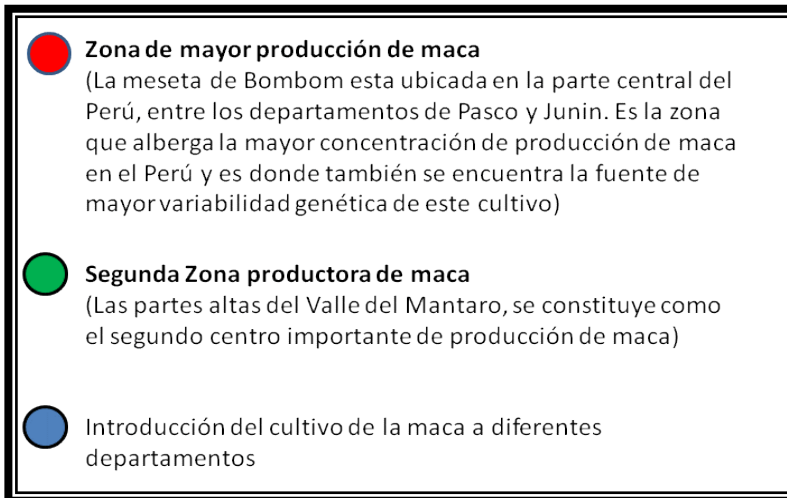 Zona de mayor producción de maca
(La meseta de Bombom esta ubicada en la parte central del
Perú, entre los departamentos de Pasco y Junin. Es la zona
que alberga la mayor concentración de producción de maca
en el Perú y es donde también se encuentra la fuente de
mayor variabilidad genética de este cultivo)
Segunda Zona productora de maca
(Las partes altas del Valle del Mantaro, se constituye como
el segundo centro importante de producción de maca)
Introducción del cultivo de la maca a diferentes
departamentos